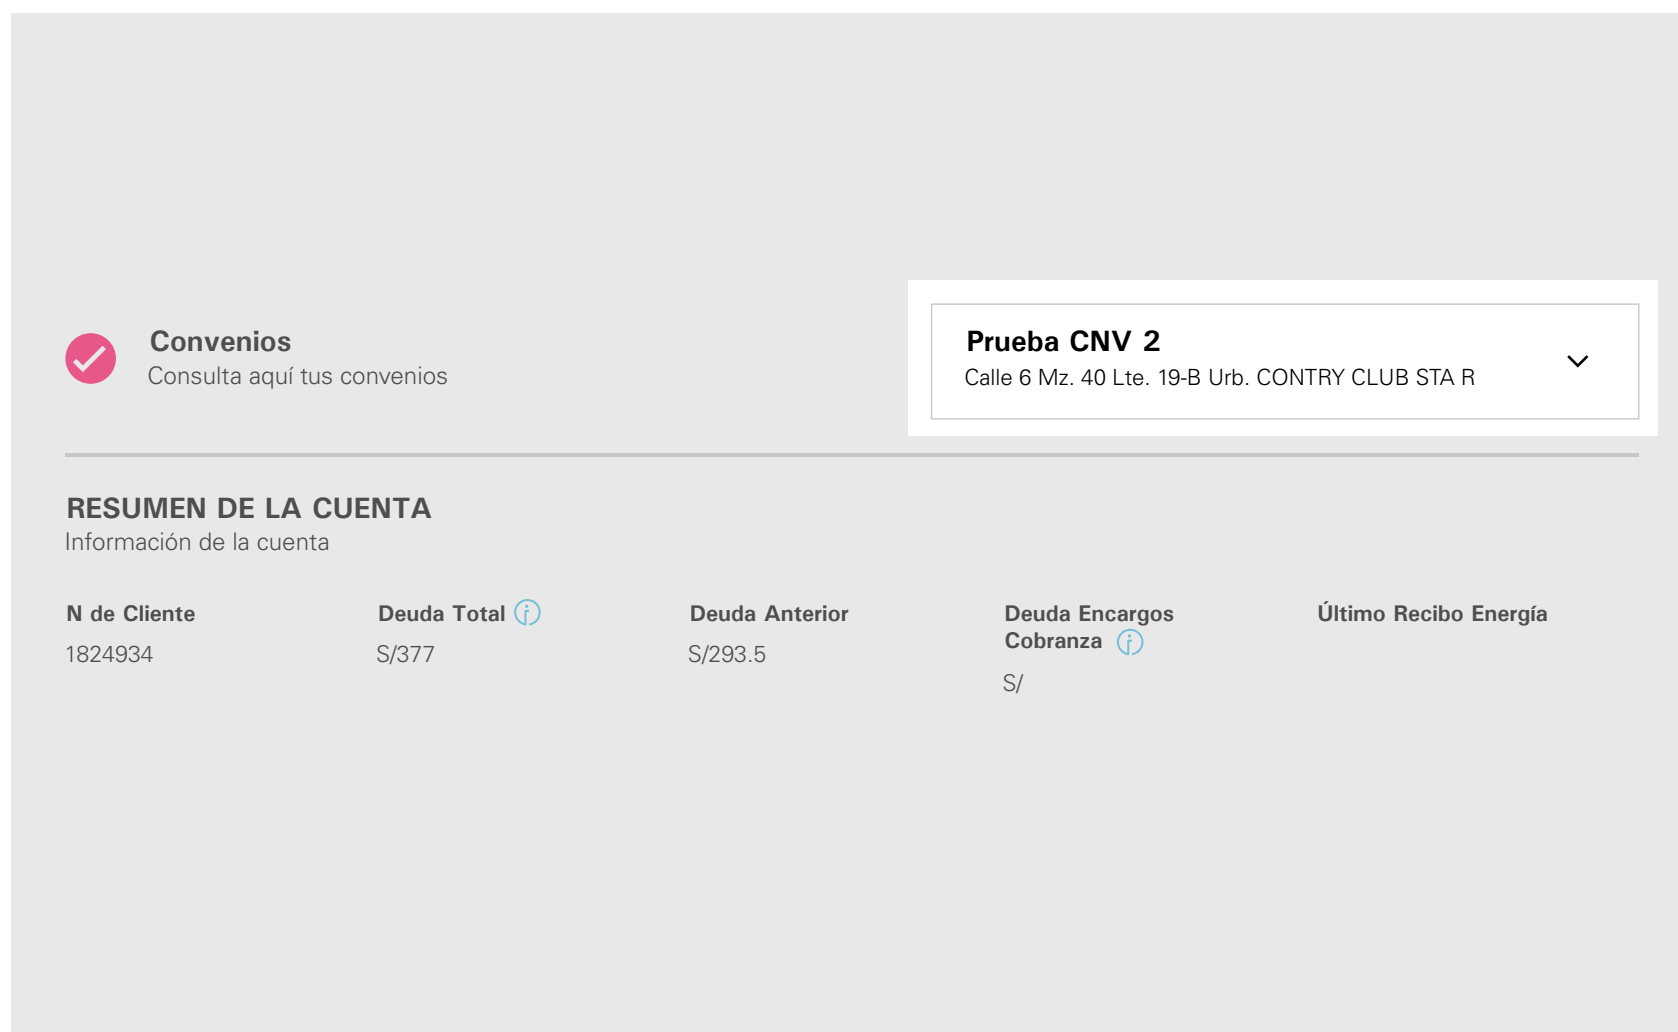 Convenios
Consulta aquí tus convenios
Prueba CNV 2
Calle 6 Mz. 40 Lte. 19-B Urb. CONTRY CLUB STA R
RESUMEN DE LA CUENTA
Información de la cuenta
N de Cliente
1824934
Deuda Total
S/377
Deuda Anterior
S/293.5
Deuda Encargos
Cobranza
S/
Último Recibo Energía